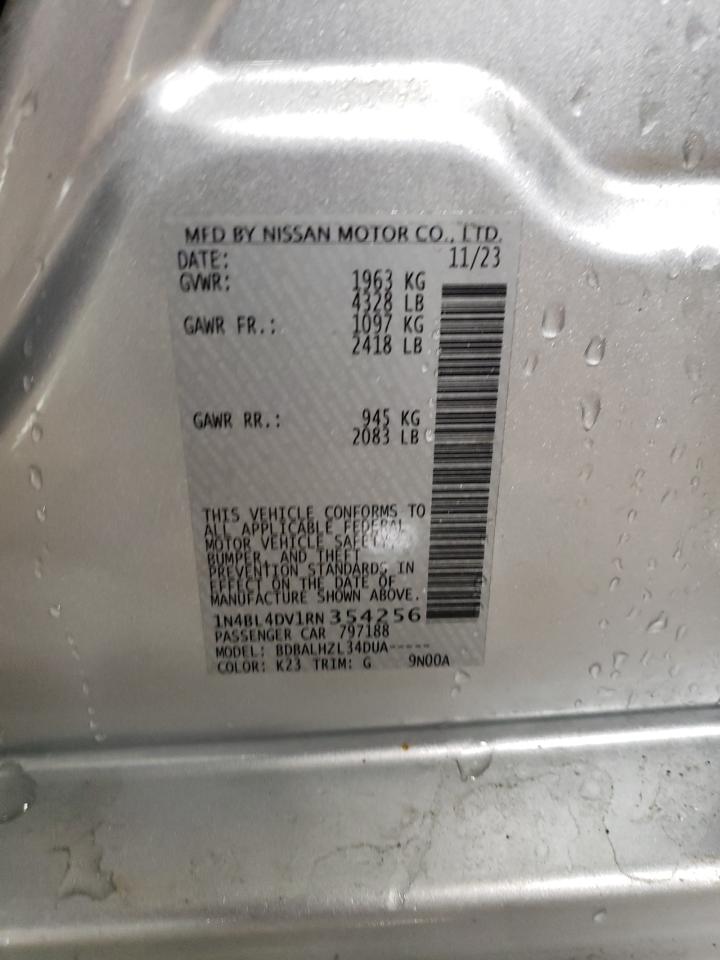 MFD BY NISSAN MOTOR CO., LTD.
DATE: 11/23
GVWR: 1963 KG
4328 LB
GAWR FR.: 1097 KG
2418 LB
GAWR RR.: 945 KG
2083 LB
THIS VEHICLE CONFORMS TO
ALL APPLICABLE FEDERAL
MOTOR VEHICLE SAFETY,
BUMPER, AND THEFT
PREVENTION STANDARDS IN
EFFECT ON THE DATE OF
MANUFACTURE SHOWN ABOVE.
1N4BL4DV1RN354256
PASSENGER CAR 797188
MODEL: BDBALHZL34DUA-----
COLOR: K23 TRIM: G 9N00A